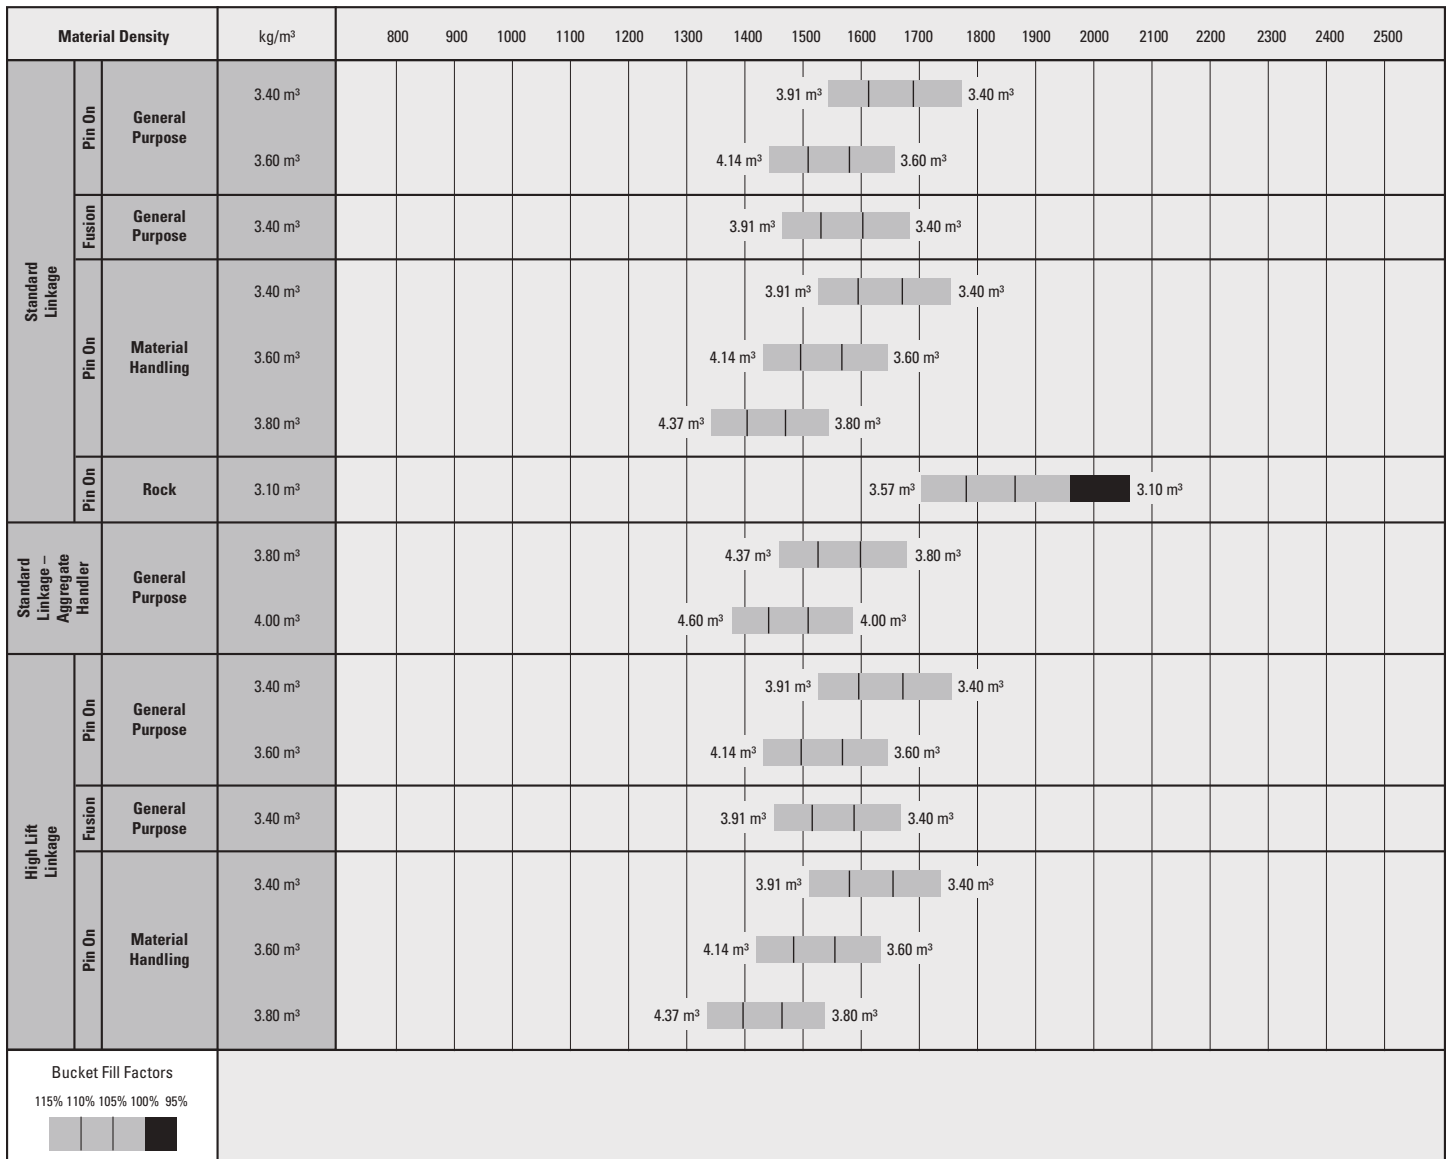 Material Density kg/m³ 800 900 1000 1100 1200 1300 1400 1500 1600 1700 1800 1900 2000 2100 2200 2300 2400 2500
Standard
Linkage
Pin On
General
Purpose
3.40 m³ 3.91 m³ 3.40 m³
3.60 m³ 4.14 m³ 3.60 m³
Fusion
General
Purpose
3.40 m³ 3.91 m³ 3.40 m³
Pin On
Material
Handling
3.40 m³ 3.91 m³ 3.40 m³
3.60 m³ 4.14 m³ 3.60 m³
3.80 m³ 4.37 m³ 3.80 m³
Pin On
Rock
3.10 m³ 3.57 m³ 3.10 m³
Standard
Linkage –
Aggregate
Handler
General
Purpose
3.80 m³ 4.37 m³ 3.80 m³
4.00 m³ 4.60 m³ 4.00 m³
High Lift
Linkage
Pin On
General
Purpose
3.40 m³ 3.91 m³ 3.40 m³
3.60 m³ 4.14 m³ 3.60 m³
Fusion
General
Purpose
3.40 m³ 3.91 m³ 3.40 m³
Pin On
Material
Handling
3.40 m³ 3.91 m³ 3.40 m³
3.60 m³ 4.14 m³ 3.60 m³
3.80 m³ 4.37 m³ 3.80 m³
Bucket Fill Factors
115% 110% 105% 100% 95%